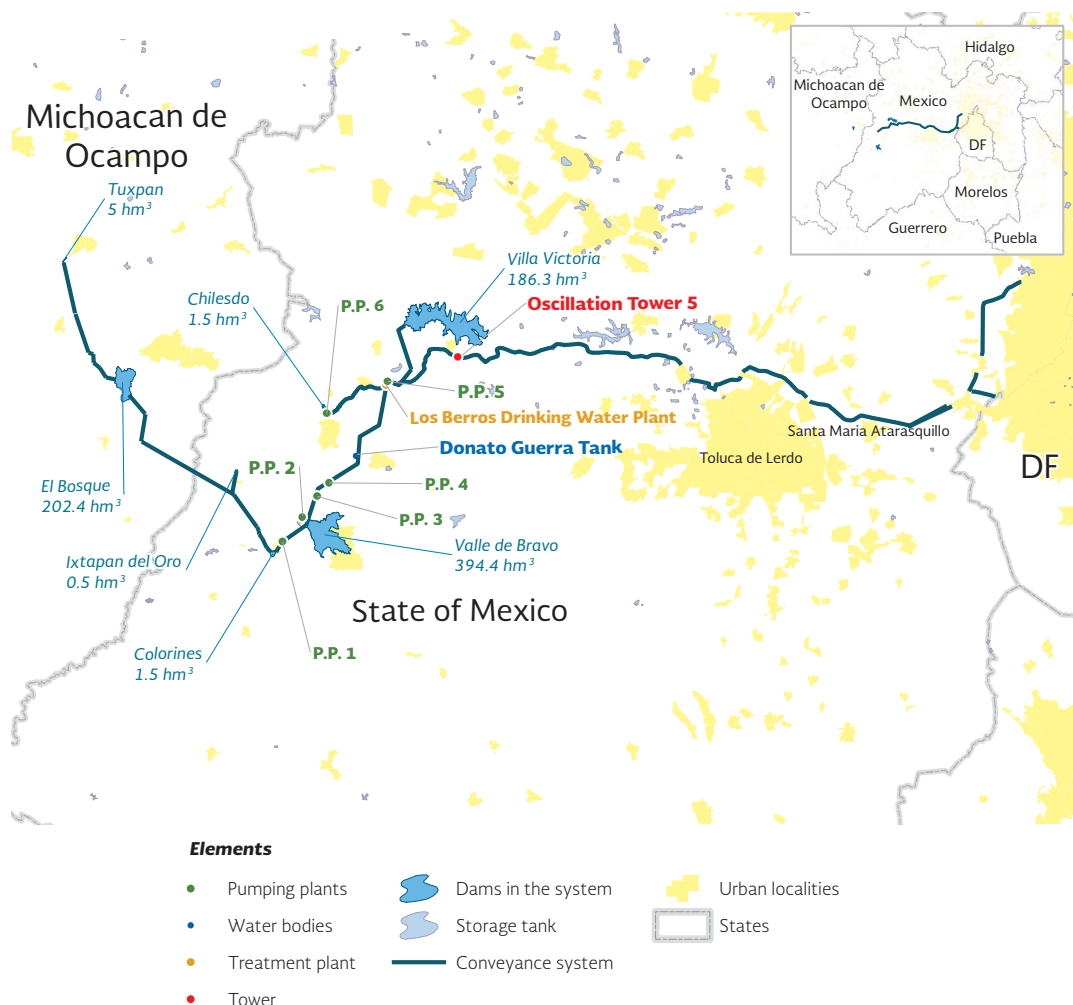 Hidalgo
Michoacan de
Ocampo
Mexico
DF
Morelos
Guerrero
Puebla
Michoacan de
Ocampo
Tuxpan
5 hm³
Villa Victoria
186.3 hm³
Chilesdo
1.5 hm³
P.P. 6
Oscillation Tower 5
P.P. 5
Los Berros Drinking Water Plant
Donato Guerra Tank
Santa Maria Atarasquillo
Toluca de Lerdo
DF
P.P. 2
P.P. 4
El Bosque
202.4 hm³
P.P. 3
Ixtapan del Oro
0.5 hm³
Valle de Bravo
394.4 hm³
State of Mexico
Colorines
1.5 hm³
P.P. 1
Elements
Pumping plants
Water bodies
Treatment plant
Tower
Dams in the system
Storage tank
Conveyance system
Urban localities
States